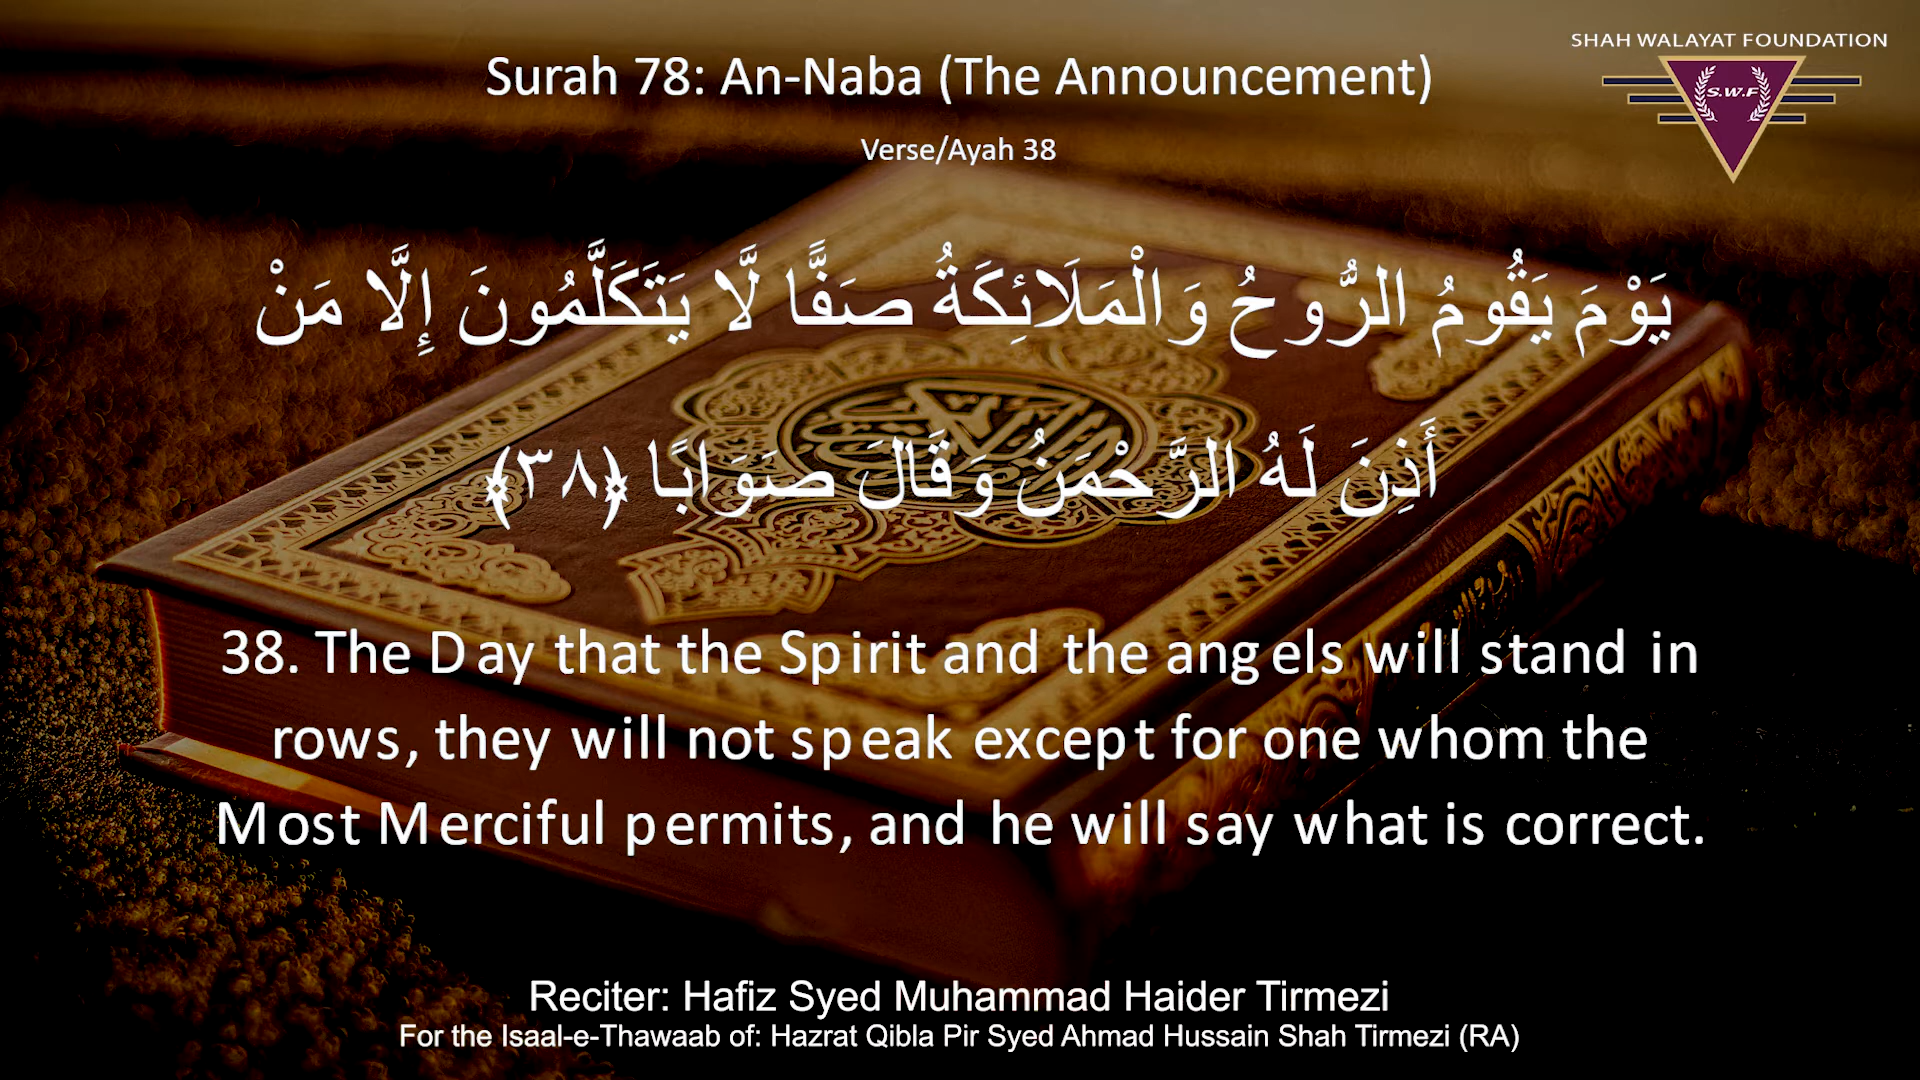 SHAH WALAYAT FOUNDATION
S.W.F
Surah 78: An-Naba (The Announcement)
Verse/Ayah 38
يَوْمَ يَقُومُ الرُّوحُ وَالْمَلَائِكَةُ صَفًّا لَّا يَتَكَلَّمُونَ إِلَّا مَنْ
أَذِنَ لَهُ الرَّحْمَنُ وَقَالَ صَوَابًا ﴿٣٨﴾
38. The Day that the Spirit and the angels will stand in
rows, they will not speak except for one whom the
Most Merciful permits, and he will say what is correct.
Reciter: Hafiz Syed Muhammad Haider Tirmezi
For the Isaal-e-Thawaab of: Hazrat Qibla Pir Syed Ahmad Hussain Shah Tirmezi (RA)